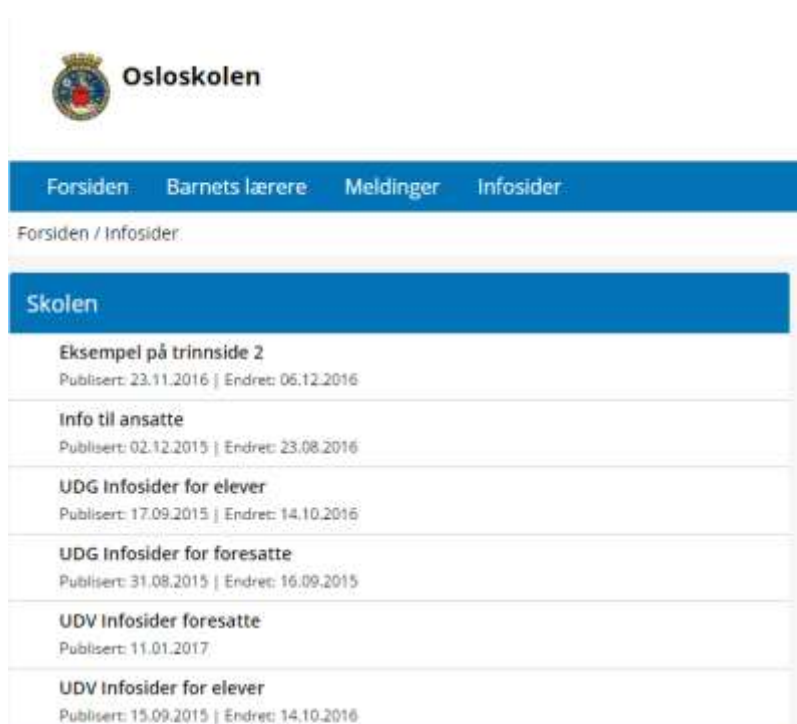 Osloskolen
Forsiden Barnets lærere Meldinger Infosider
Forsiden / Infosider
Skolen
Eksempel på trinnside 2
Publisert: 23.11.2016 | Endret: 06.12.2016
Info til ansatte
Publisert: 02.12.2015 | Endret: 23.08.2016
UDG Infosider for elever
Publisert: 17.09.2015 | Endret: 14.10.2016
UDG Infosider for foresatte
Publisert: 31.08.2015 | Endret: 16.09.2015
UDV Infosider foresatte
Publisert: 11.01.2017
UDV Infosider for elever
Publisert: 15.09.2015 | Endret: 14.10.2016